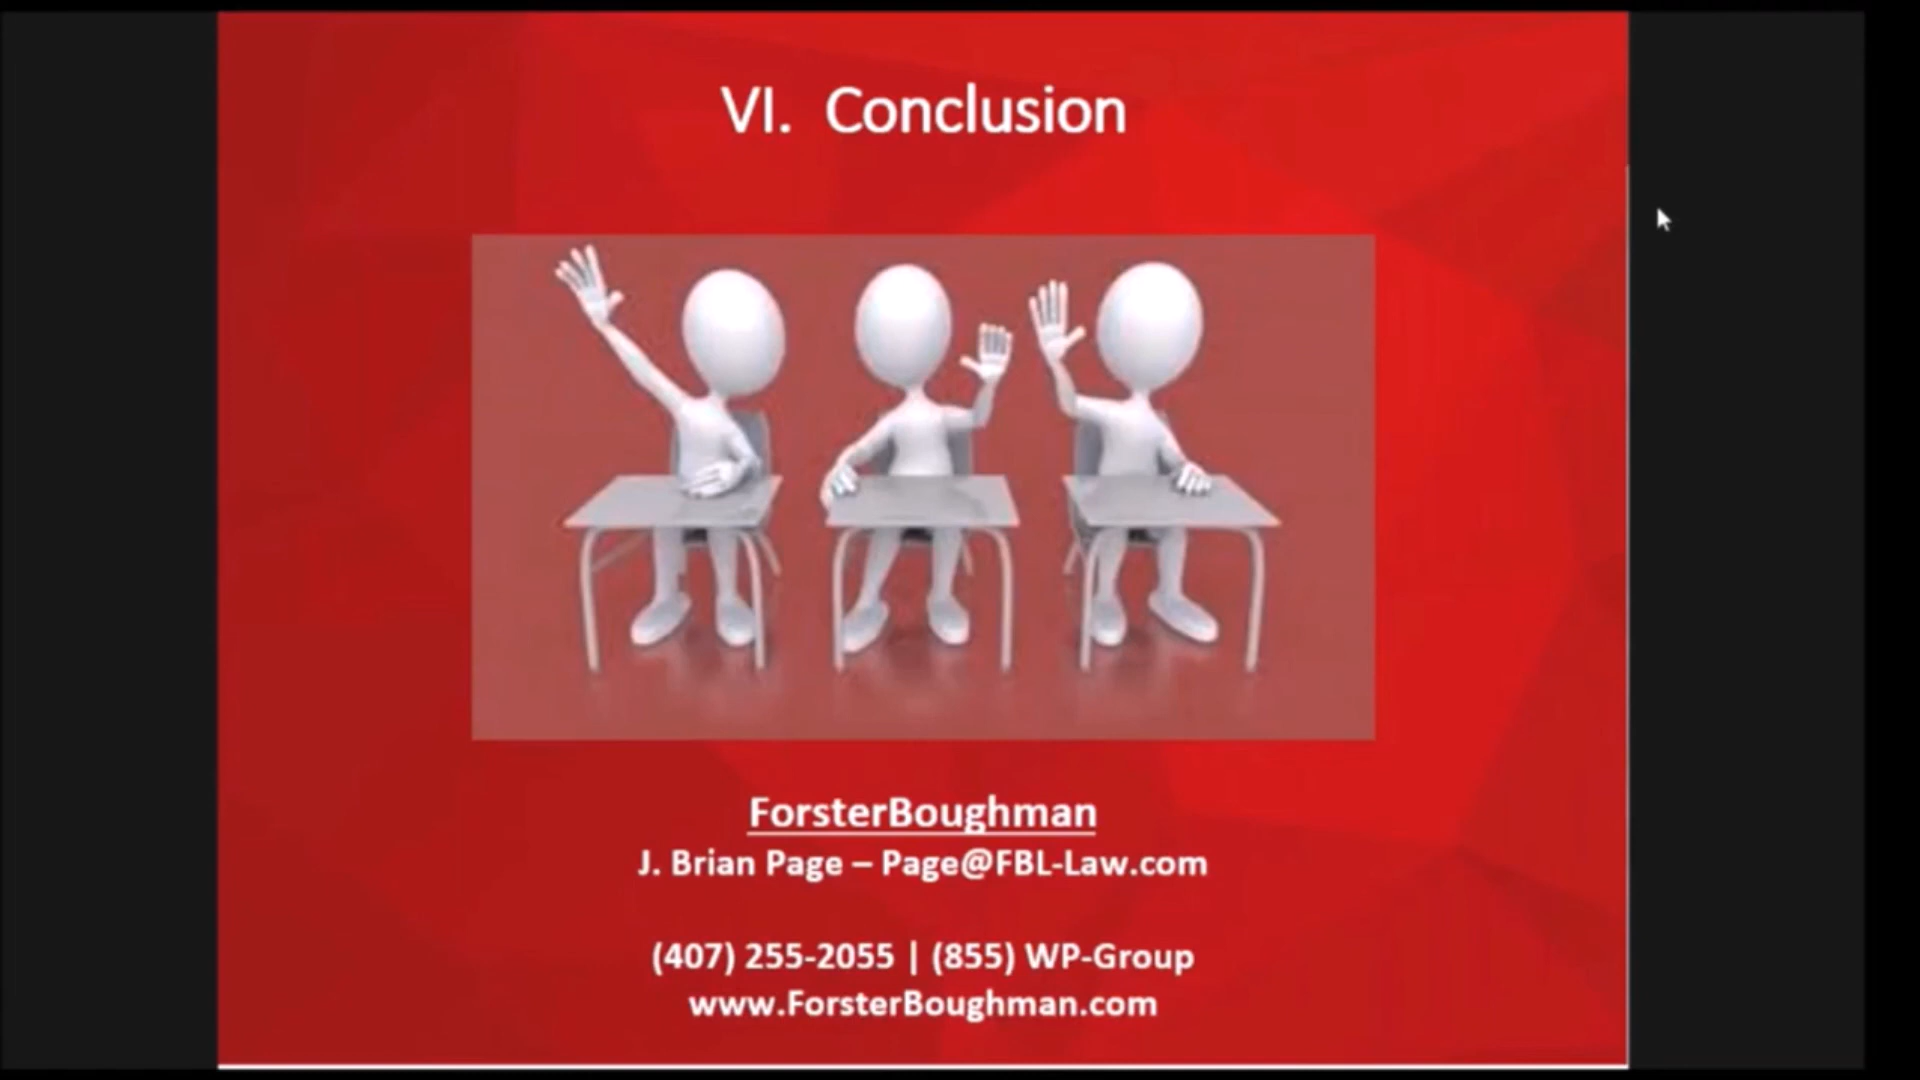 VI. Conclusion
ForsterBoughman
J. Brian Page – Page@FBL-Law.com
(407) 255-2055 | (855) WP-Group
www.ForsterBoughman.com